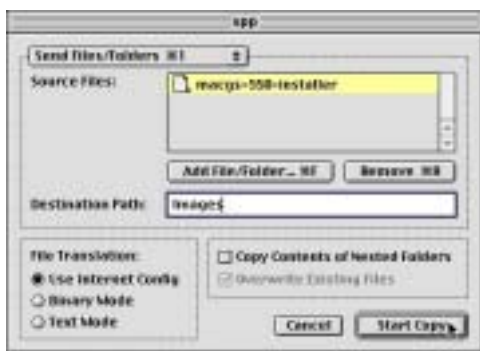 Send Files/Folders ⌘1
Source Files:
macgs-550-installer
Add File/Folder... ⌘F
Remove ⌘R
Destination Path:
images
File Translation:
Use Internet Config
Binary Mode
Text Mode
Copy Contents of Nested Folders
Overwrite Existing Files
Cancel
Start Copy